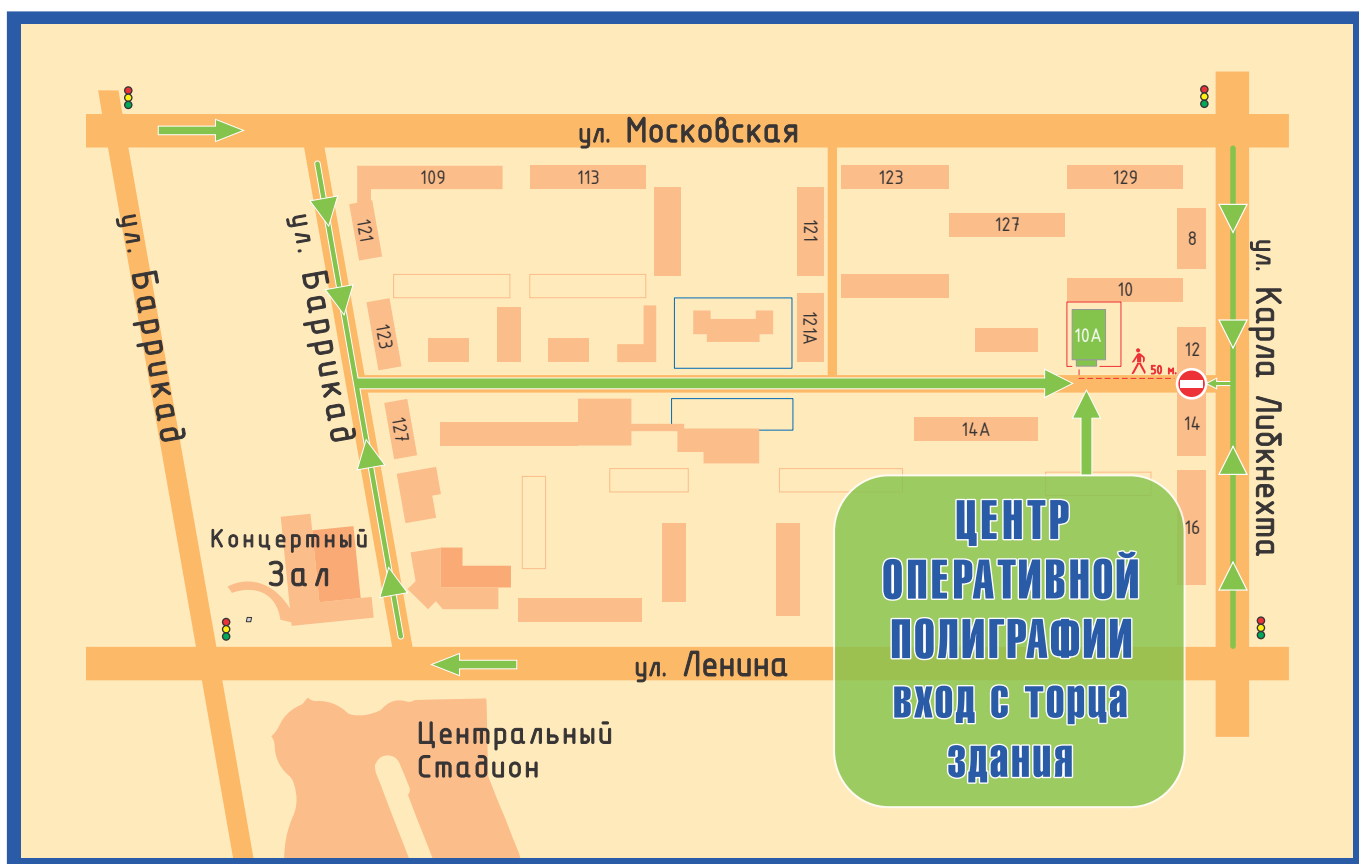 ул. Московская
109
113
123
129
121
121
127
8
ул. Баррикад
ул. Баррикад
ул. Карла Либкнехта
10
123
121А
10А
12
50 м.
127
14А
14
16
Концертный
Зал
ЦЕНТР
ОПЕРАТИВНОЙ
ПОЛИГРАФИИ
вход с торца
здания
ул. Ленина
Центральный
Стадион